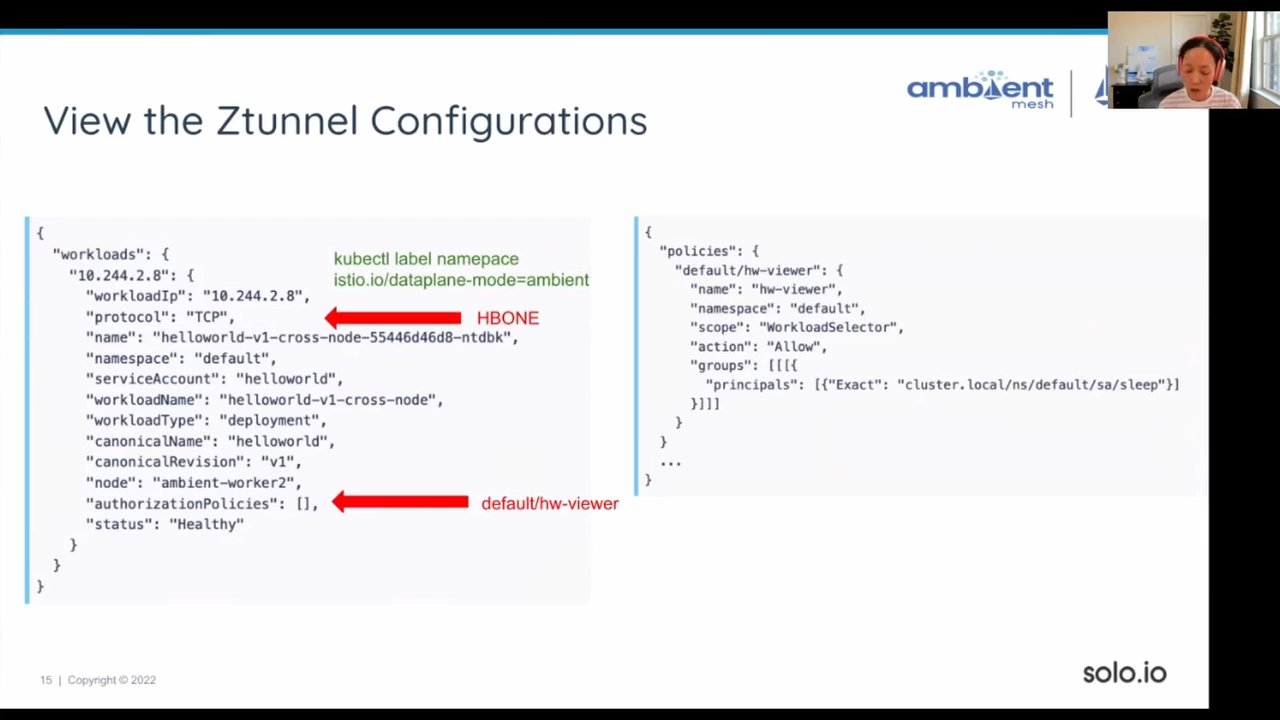 ambient
mesh
View the Ztunnel Configurations
{
"workloads": {
"10.244.2.8": {
"workloadIp": "10.244.2.8",
"protocol": "TCP",
"name": "helloworld-v1-cross-node-55446d46d8-ntdbk",
"namespace": "default",
"serviceAccount": "helloworld",
"workloadName": "helloworld-v1-cross-node",
"workloadType": "deployment",
"canonicalName": "helloworld",
"canonicalRevision": "v1",
"node": "ambient-worker2",
"authorizationPolicies": [],
"status": "Healthy"
}
}
}
kubectl label namepace
istio.io/dataplane-mode=ambient
HBONE
default/hw-viewer
{
"policies": {
"default/hw-viewer": {
"name": "hw-viewer",
"namespace": "default",
"scope": "WorkloadSelector",
"action": "Allow",
"groups": [[[{
"principals": [{"Exact": "cluster.local/ns/default/sa/sleep"}]
}]]]
}
}
...
}
15 | Copyright © 2022
solo.io